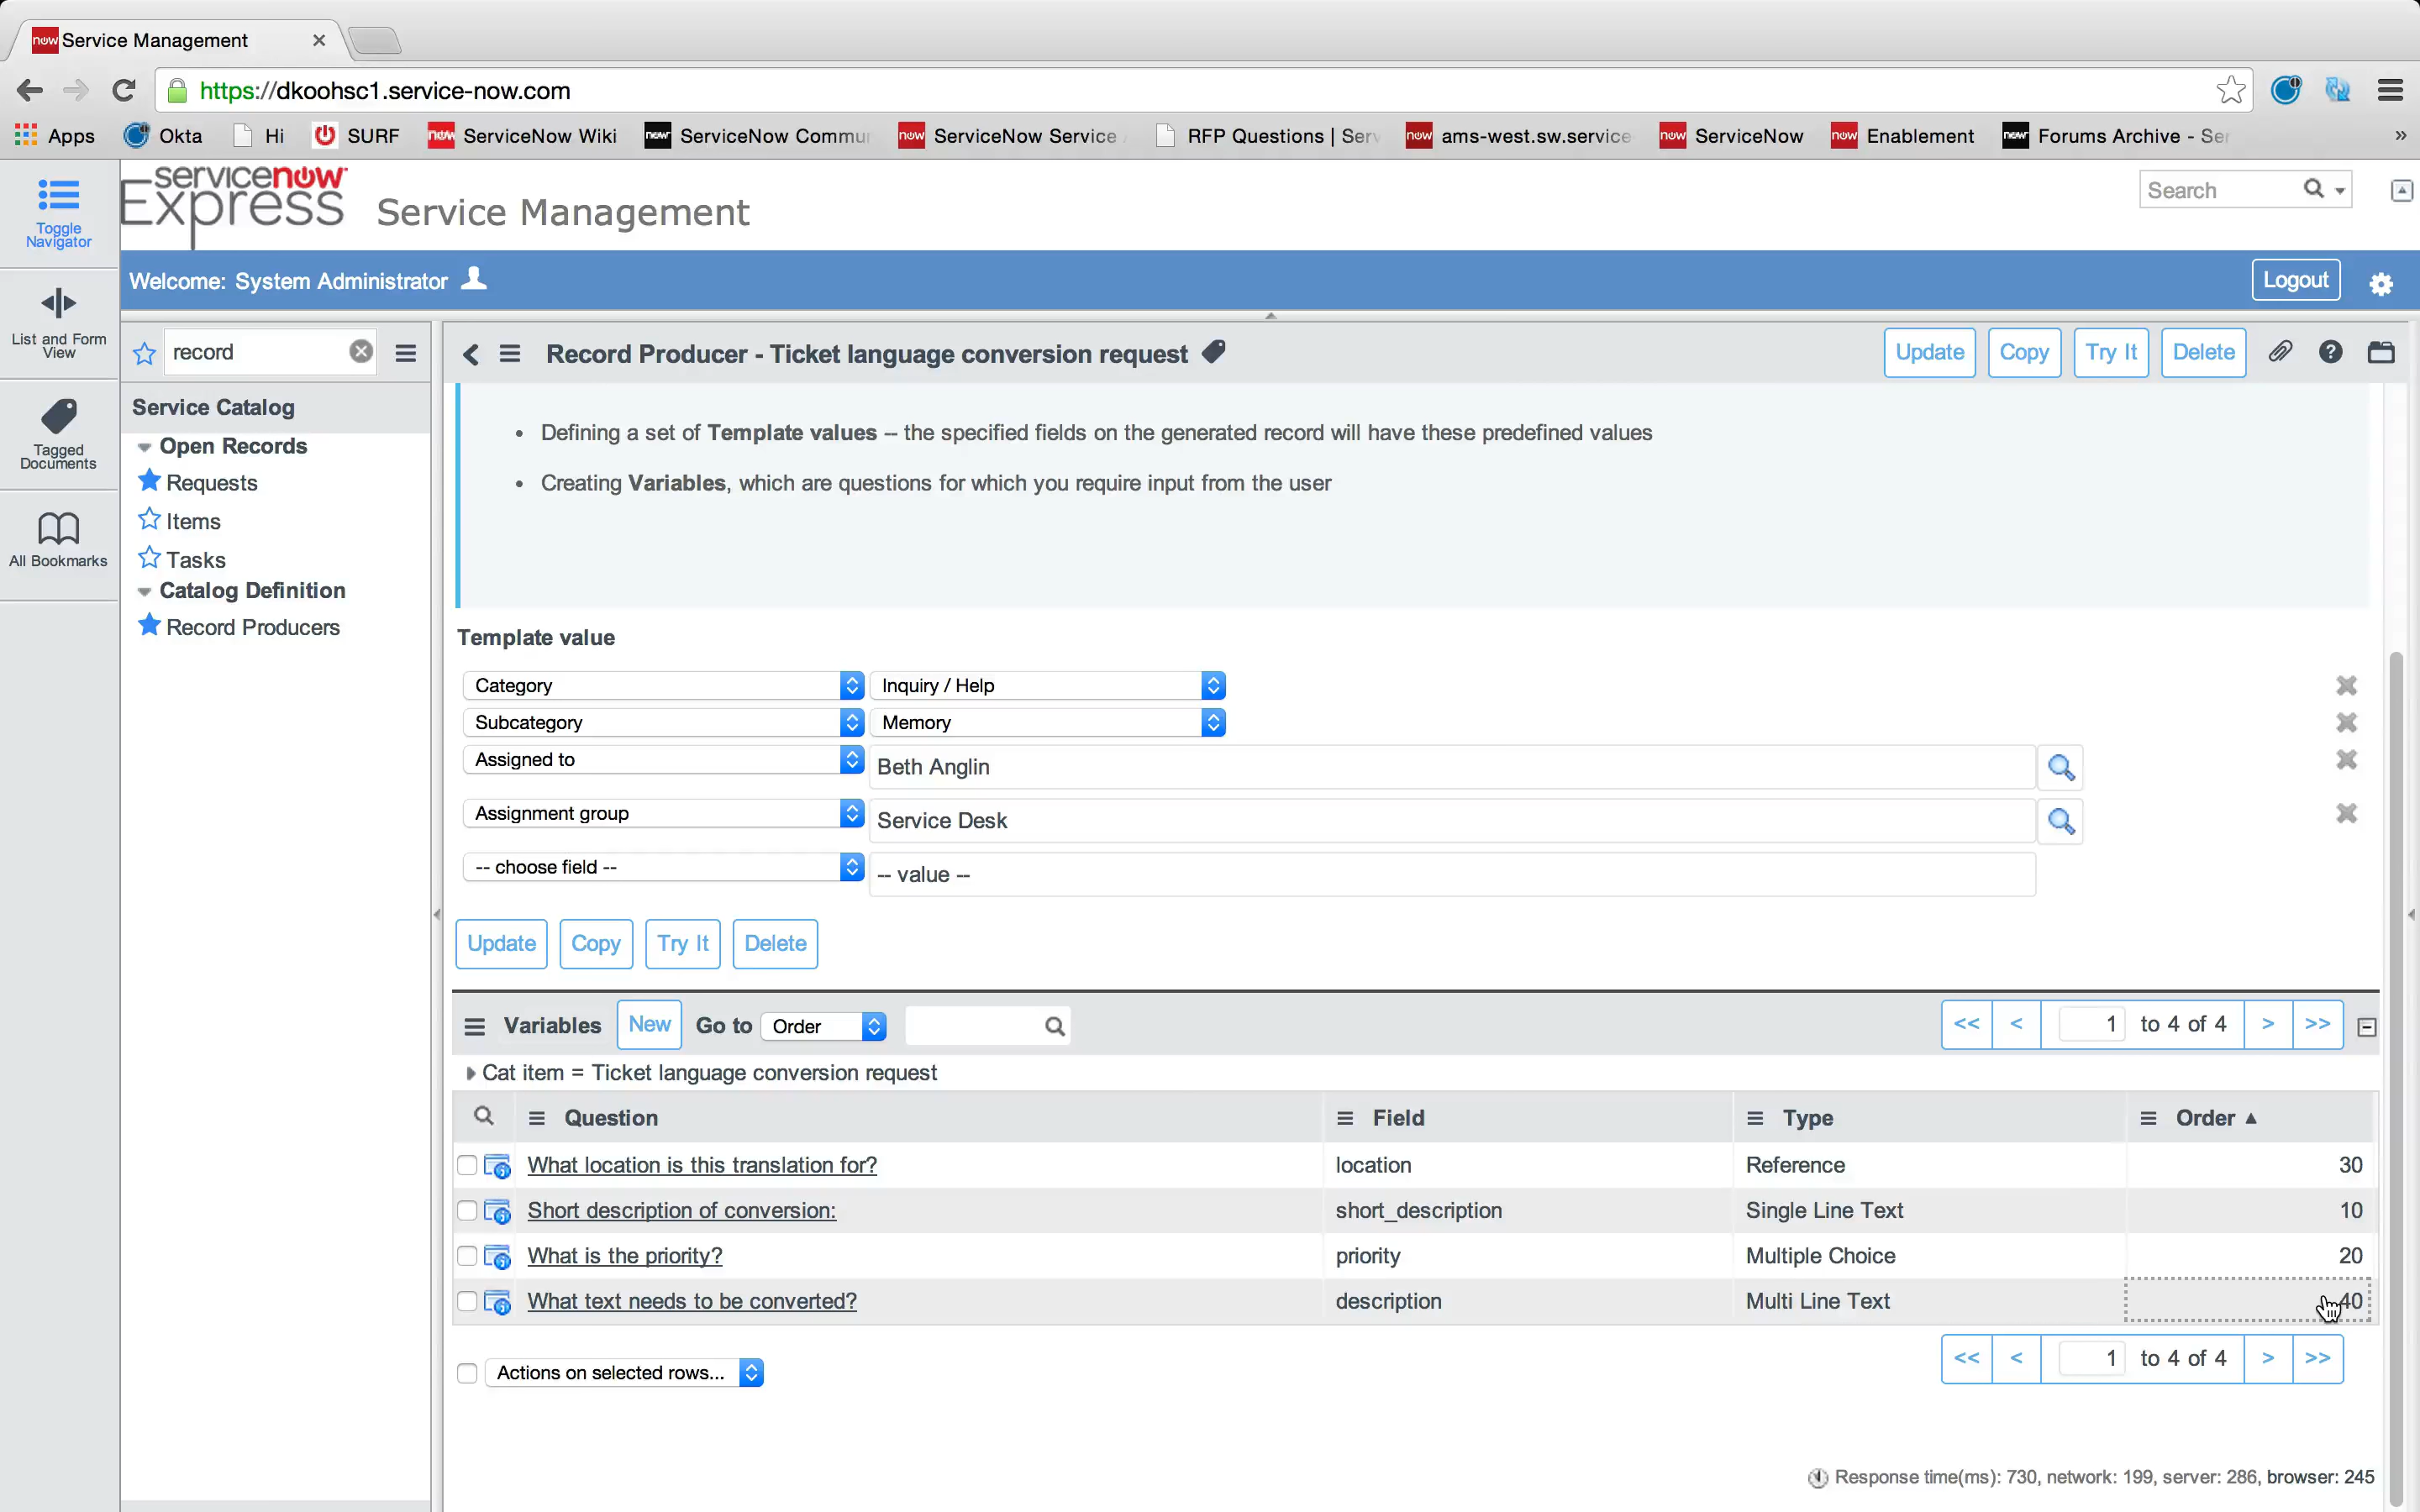 now Service Management
https://dkoohsc1.service-now.com
Apps Okta Hi SURF now ServiceNow Wiki now ServiceNow Commu now ServiceNow Service RFP Questions | Serv now ams-west.sw.service now ServiceNow now Enablement now Forums Archive - Ser »
Toggle Navigator
servicenow
Express Service Management
Search
Welcome: System Administrator
Logout
List and Form View
record
Record Producer - Ticket language conversion request
Update Copy Try It Delete
Service Catalog
Open Records
Requests
Items
Tasks
Catalog Definition
Record Producers
Tagged Documents
All Bookmarks
• Defining a set of Template values -- the specified fields on the generated record will have these predefined values
• Creating Variables, which are questions for which you require input from the user
Template value
Category Inquiry / Help
Subcategory Memory
Assigned to Beth Anglin
Assignment group Service Desk
-- choose field -- -- value --
Update Copy Try It Delete
Variables New Go to Order << < 1 to 4 of 4 > >>
Cat item = Ticket language conversion request
Question Field Type Order
What location is this translation for? location Reference 30
Short description of conversion: short_description Single Line Text 10
What is the priority? priority Multiple Choice 20
What text needs to be converted? description Multi Line Text 40
Actions on selected rows... << < 1 to 4 of 4 > >>
Response time(ms): 730, network: 199, server: 286, browser: 245